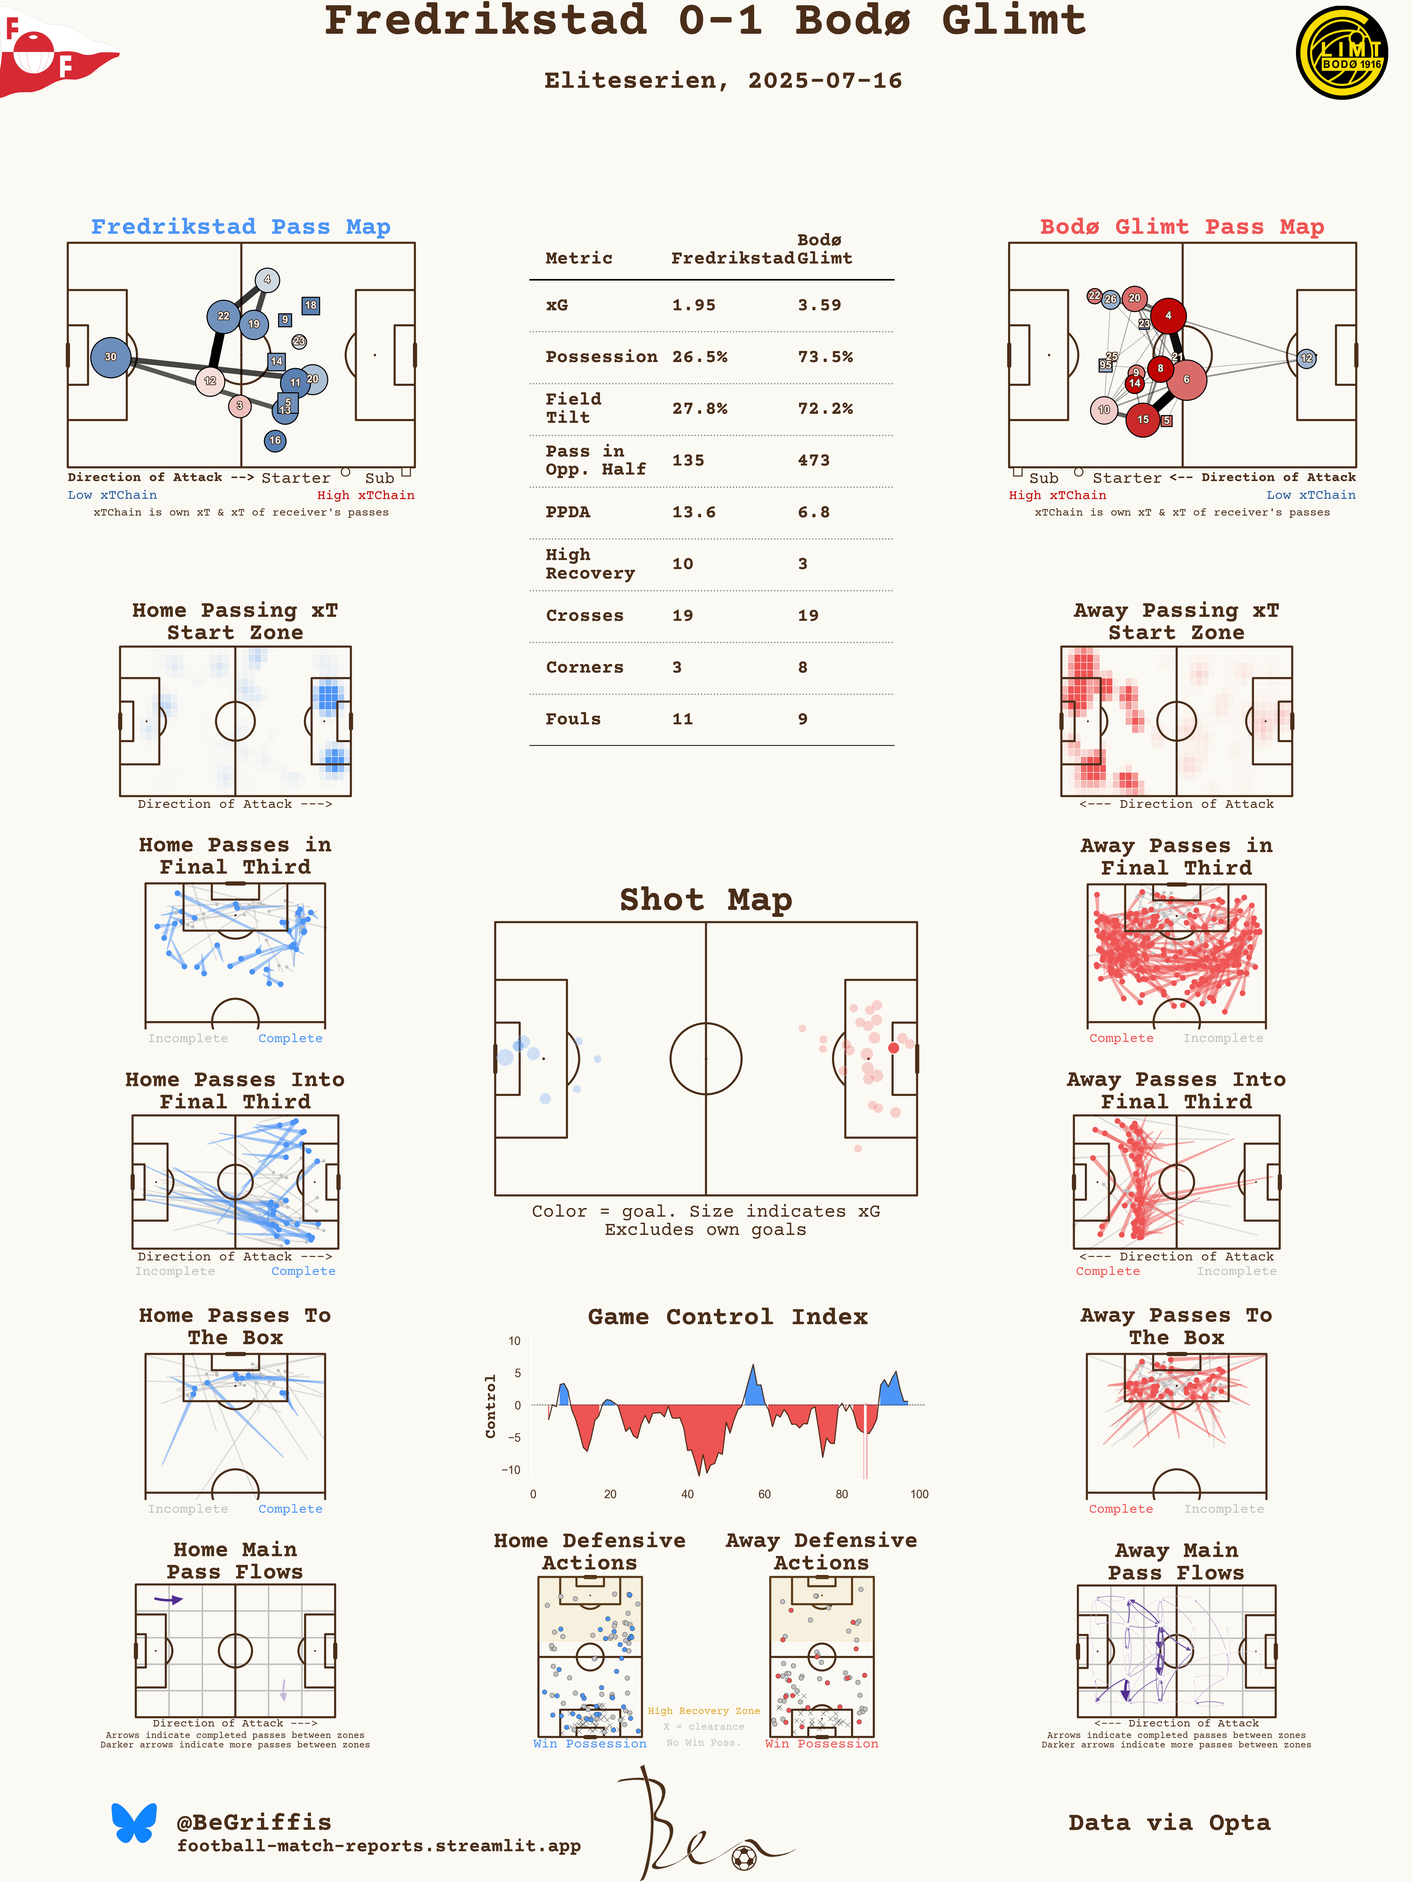 Fredrikstad 0-1 Bodø Glimt
Eliteserien, 2025-07-16
F
F
LIMT
BODØ 1916
Fredrikstad Pass Map
4
22
19
9
18
23
14
30
12
11
20
3
5
13
16
Direction of Attack --> Starter Sub
Low xTChain High xTChain
xTChain is own xT & xT of receiver's passes
Metric Fredrikstad Bodø Glimt
xG 1.95 3.59
Possession 26.5% 73.5%
Field Tilt 27.8% 72.2%
Pass in Opp. Half 135 473
PPDA 13.6 6.8
High Recovery 10 3
Crosses 19 19
Corners 3 8
Fouls 11 9
Bodø Glimt Pass Map
22
26
20
4
23
25
95
9
14
8
6
12
10
15
5
Sub Starter <-- Direction of Attack
High xTChain Low xTChain
xTChain is own xT & xT of receiver's passes
Home Passing xT
Start Zone
Direction of Attack --->
Away Passing xT
Start Zone
<--- Direction of Attack
Home Passes in
Final Third
Incomplete Complete
Away Passes in
Final Third
Complete Incomplete
Shot Map
Color = goal. Size indicates xG
Excludes own goals
Home Passes Into
Final Third
Direction of Attack --->
Incomplete Complete
Away Passes Into
Final Third
<--- Direction of Attack
Complete Incomplete
Home Passes To
The Box
Incomplete Complete
Game Control Index
Control
10
5
0
−5
−10
0 20 40 60 80 100
Away Passes To
The Box
Complete Incomplete
Home Main
Pass Flows
Direction of Attack --->
Arrows indicate completed passes between zones
Darker arrows indicate more passes between zones
Home Defensive
Actions
Win Possession
Away Defensive
Actions
Win Possession
High Recovery Zone
X = clearance
No Win Poss.
Away Main
Pass Flows
<--- Direction of Attack
Arrows indicate completed passes between zones
Darker arrows indicate more passes between zones
@BeGriffis
football-match-reports.streamlit.app
Ben
Data via Opta